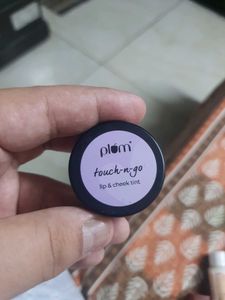 plum
touch-n-go
lip & cheek tint